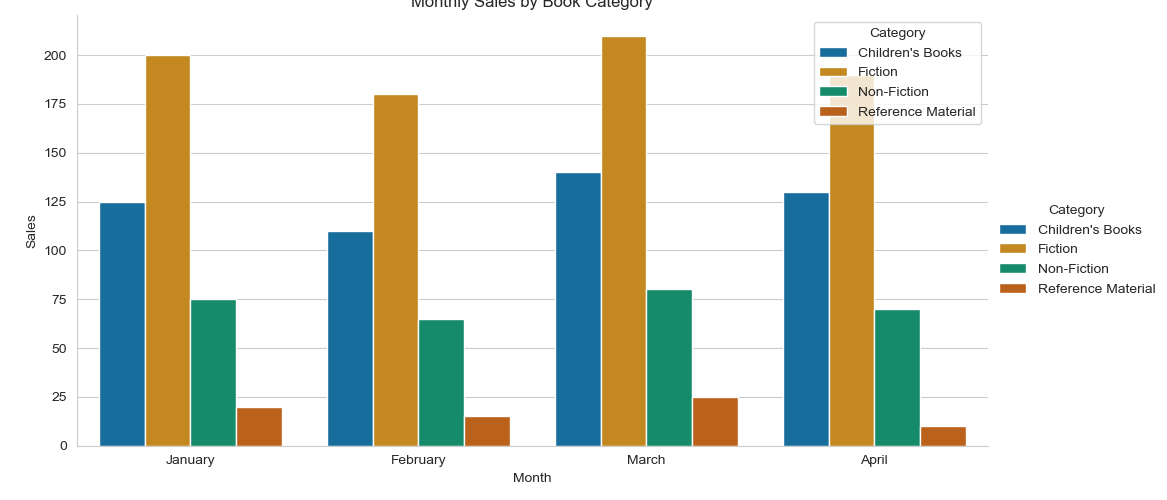 Monthly Sales by Book Category
Category
Children's Books
Fiction
Non-Fiction
Reference Material
200
175
150
125
100
75
50
25
0
Sales
January
February
March
April
Month
Category
Children's Books
Fiction
Non-Fiction
Reference Material